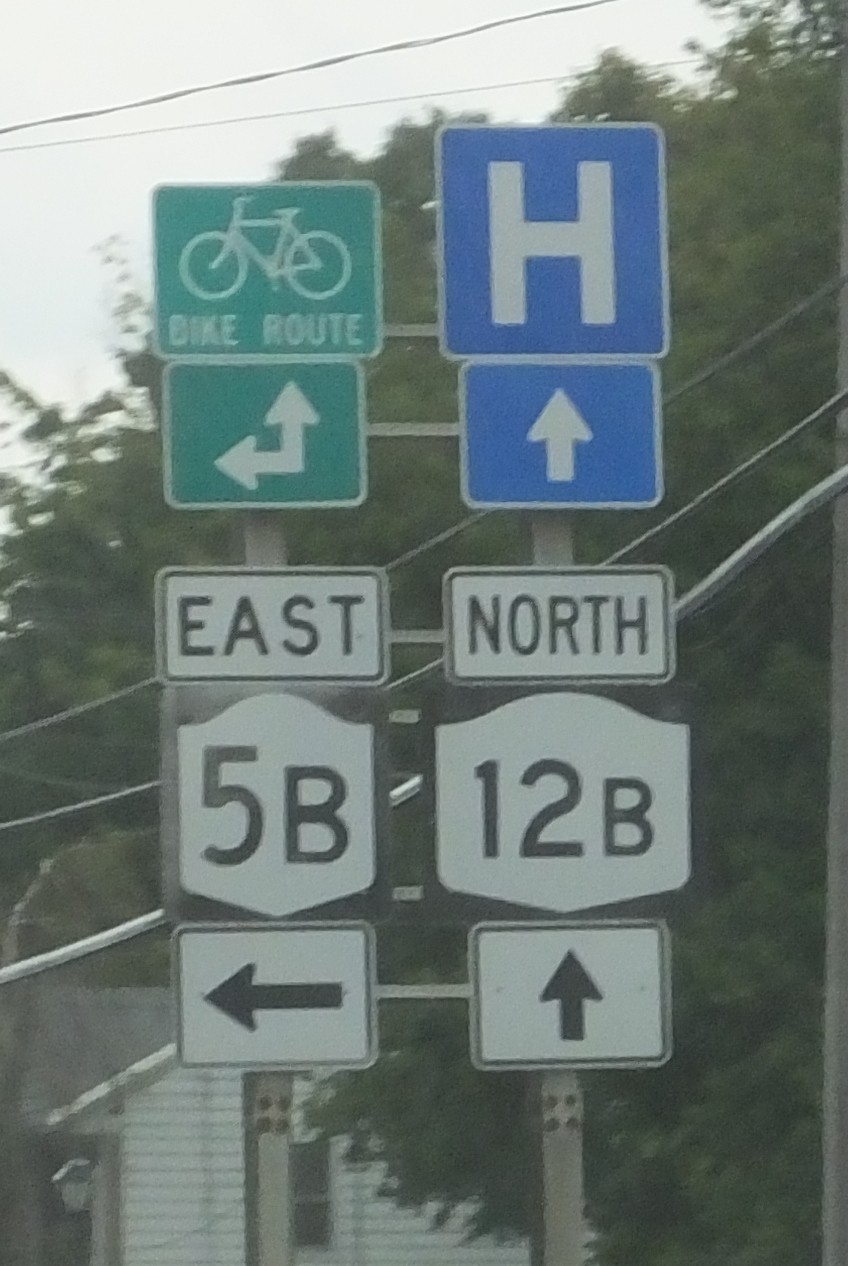 BIKE ROUTE
H
EAST
5B
NORTH
12B